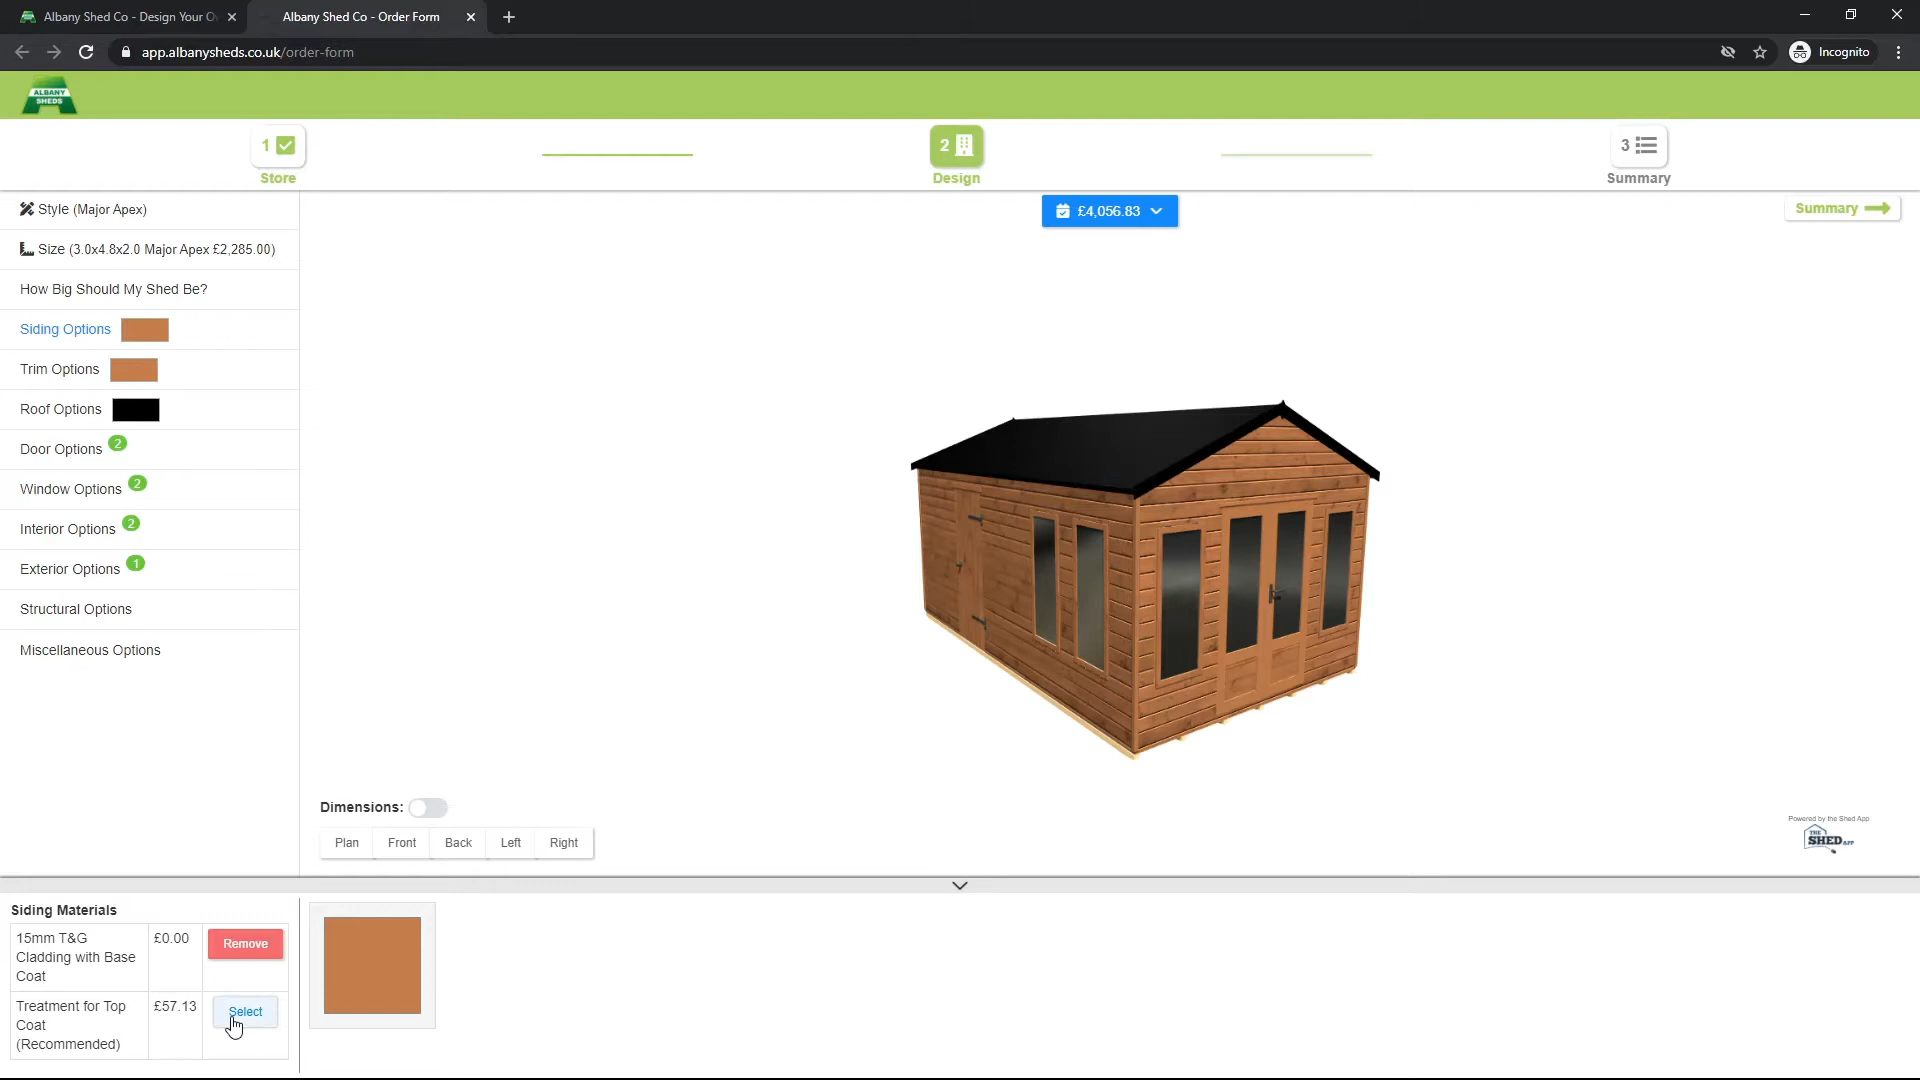 Albany Shed Co - Design Your O
Albany Shed Co - Order Form
app.albanysheds.co.uk/order-form
Incognito
ALBANY
SHEDS
1
Store
2
Design
3
Summary
Style (Major Apex)
Size (3.0x4.8x2.0 Major Apex £2,285.00)
How Big Should My Shed Be?
Siding Options
Trim Options
Roof Options
Door Options 2
Window Options 2
Interior Options 2
Exterior Options 1
Structural Options
Miscellaneous Options
£4,056.83
Summary
Dimensions:
Plan Front Back Left Right
Powered by the Shed App
THE
SHED APP
Siding Materials
15mm T&G
Cladding with Base
Coat
£0.00
Remove
Treatment for Top
Coat
(Recommended)
£57.13
Select